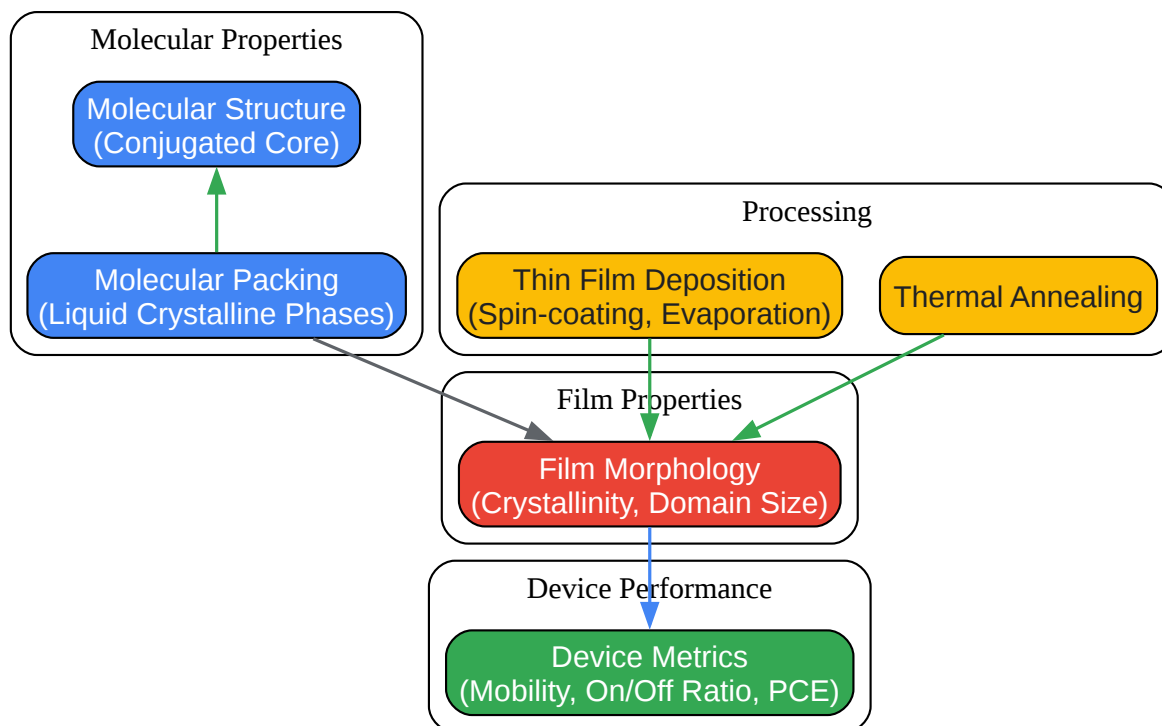 Molecular Properties
Molecular Structure
(Conjugated Core)
Molecular Packing
(Liquid Crystalline Phases)
Processing
Thin Film Deposition
(Spin-coating, Evaporation)
Thermal Annealing
Film Properties
Film Morphology
(Crystallinity, Domain Size)
Device Performance
Device Metrics
(Mobility, On/Off Ratio, PCE)